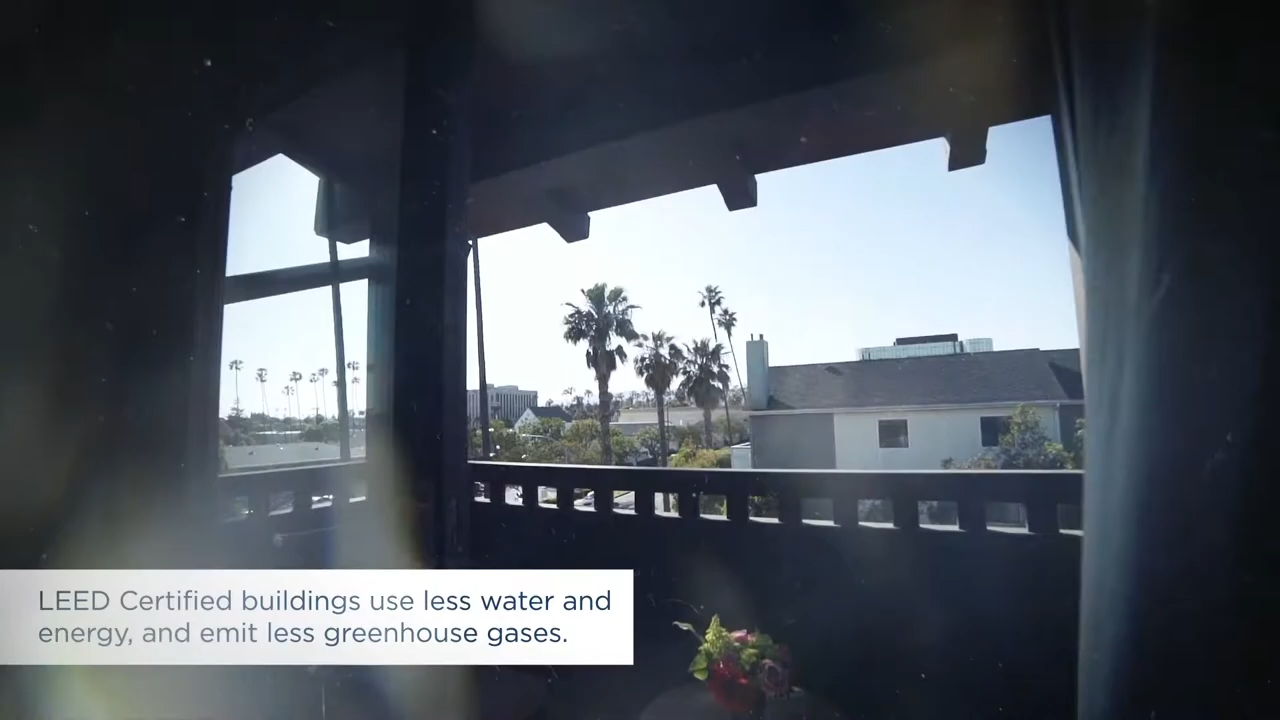 LEED Certified buildings use less water and
energy, and emit less greenhouse gases.